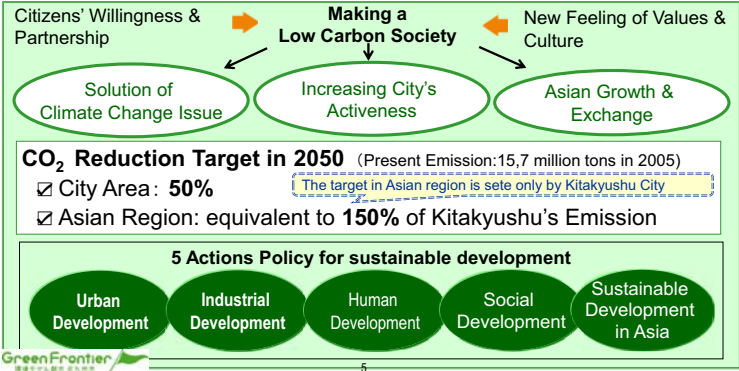 Citizens' Willingness &
Partnership
Making a
Low Carbon Society
New Feeling of Values &
Culture
Solution of
Climate Change Issue
Increasing City's
Activeness
Asian Growth &
Exchange
CO₂ Reduction Target in 2050 (Present Emission:15,7 million tons in 2005)
☑ City Area: 50%
The target in Asian region is sete only by Kitakyushu City
☑ Asian Region: equivalent to 150% of Kitakyushu's Emission
5 Actions Policy for sustainable development
Urban
Development
Industrial
Development
Human
Development
Social
Development
Sustainable
Development
in Asia
GreenFrontier
5